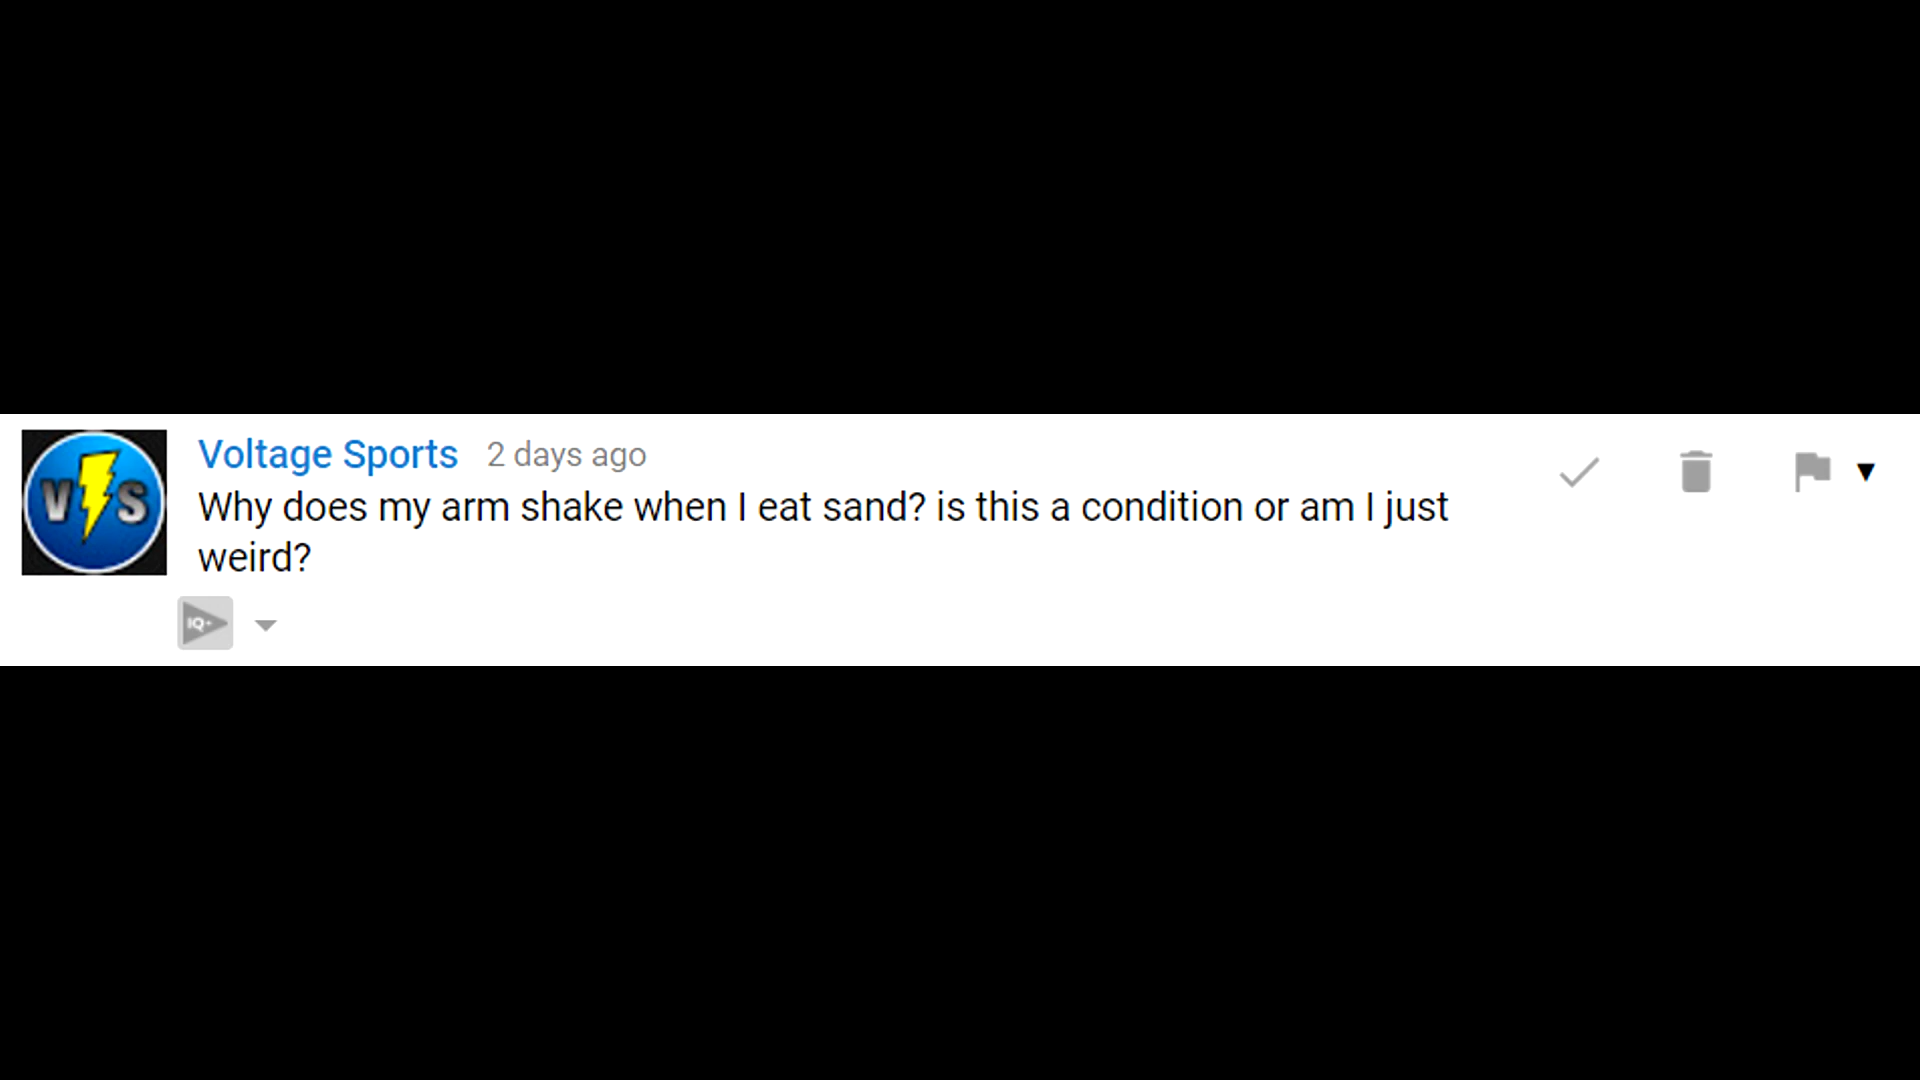 V S
Voltage Sports 2 days ago
Why does my arm shake when I eat sand? is this a condition or am I just
weird?
IQ+